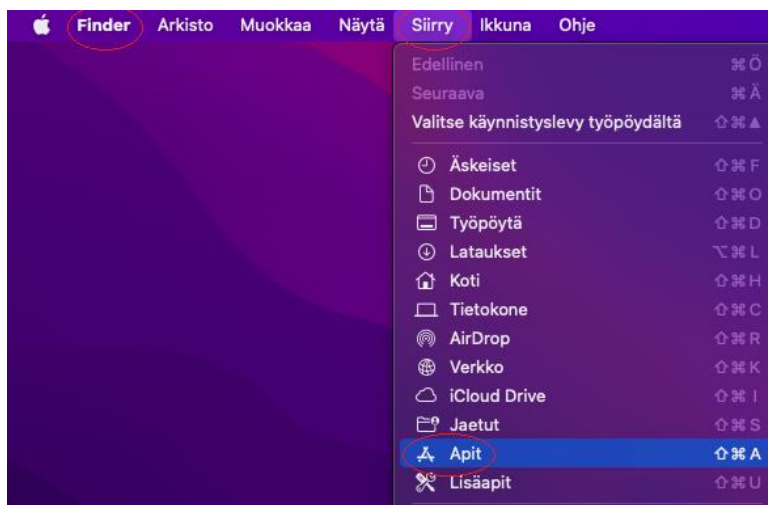 Finder Arkisto Muokkaa Näytä Siirry Ikkuna Ohje
Edellinen ⌘Ö
Seuraava ⌘Ä
Valitse käynnistyslevy työpöydältä ⇧⌘▲
Äskeiset ⇧⌘F
Dokumentit ⇧⌘O
Työpöytä ⇧⌘D
Lataukset ⌥⌘L
Koti ⇧⌘H
Tietokone ⇧⌘C
AirDrop ⇧⌘R
Verkko ⇧⌘K
iCloud Drive ⇧⌘I
Jaetut ⇧⌘S
Apit ⇧⌘A
Lisäapit ⇧⌘U